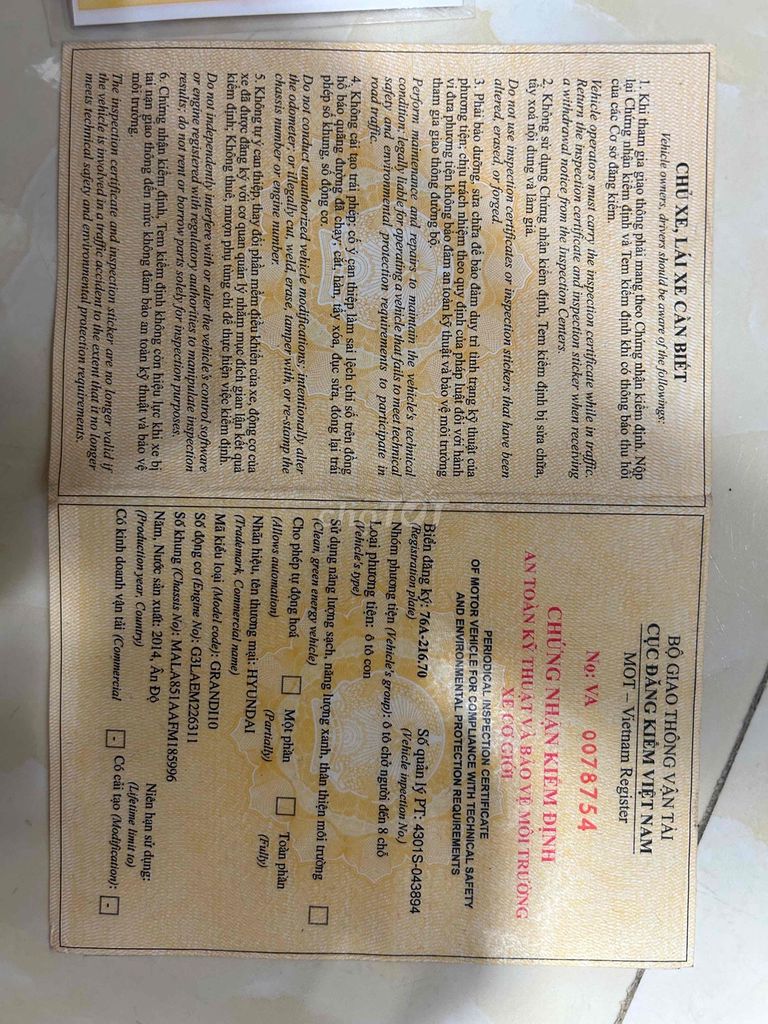 CHỦ XE, LÁI XE CẦN BIẾT
Vehicle owners, drivers should be aware of the followings:
1. Khi tham gia giao thông phải mang theo Chứng nhận kiểm định. Nộp
lại Chứng nhận kiểm định và Tem kiểm định khi có thông báo thu hồi
của các Cơ sở đăng kiểm.
Vehicle operators must carry the inspection certificate while in traffic.
Return the inspection certificate and inspection sticker when receiving
a withdrawal notice from the Inspection Centers.
2. Không sử dụng Chứng nhận kiểm định, Tem kiểm định bị sửa chữa,
tẩy xoá nội dung và làm giả.
Do not use inspection certificates or inspection stickers that have been
altered, erased, or forged.
3. Phải bảo dưỡng, sửa chữa để bảo đảm duy trì tình trạng kỹ thuật của
phương tiện; chịu trách nhiệm theo quy định của pháp luật đối với hành
vi đưa phương tiện không bảo đảm an toàn kỹ thuật và bảo vệ môi trường
tham gia giao thông đường bộ.
Perform maintenance and repairs to maintain the vehicle's technical
condition; legally liable for operating a vehicle that fails to meet technical
safety and environmental protection requirements to participate in
road traffic.
4. Không cải tạo trái phép; cố ý can thiệp làm sai lệch chỉ số trên đồng
hồ báo quãng đường đã chạy; cắt, hàn, tẩy xóa, đục sửa, đóng lại trái
phép số khung, số động cơ.
Do not conduct unauthorized vehicle modifications; intentionally alter
the odometer; or illegally cut, weld, erase, tamper with, or re-stamp the
chassis number or engine number.
5. Không tự ý can thiệp, thay đổi phần mềm điều khiển của xe, động cơ của
xe đã được đăng ký với cơ quan quản lý nhằm mục đích gian lận kết quả
kiểm định; Không thuê, mượn phụ tùng chỉ để thực hiện việc kiểm định.
Do not independently interfere with or alter the vehicle's control software
or engine registered with regulatory authorities to manipulate inspection
results; do not rent or borrow parts solely for inspection purposes.
6. Chứng nhận kiểm định, Tem kiểm định không còn hiệu lực khi xe bị
tai nạn giao thông đến mức không đảm bảo an toàn kỹ thuật và bảo vệ
môi trường.
The inspection certificate and inspection sticker are no longer valid if
the vehicle is involved in a traffic accident to the extent that it no longer
meets technical safety and environmental protection requirements.
BỘ GIAO THÔNG VẬN TẢI
CỤC ĐĂNG KIỂM VIỆT NAM
MOT – Vietnam Register
No: VA 0078754
CHỨNG NHẬN KIỂM ĐỊNH
AN TOÀN KỸ THUẬT VÀ BẢO VỆ MÔI TRƯỜNG
XE CƠ GIỚI
PERIODICAL INSPECTION CERTIFICATE
OF MOTOR VEHICLE FOR COMPLIANCE WITH TECHNICAL SAFETY
AND ENVIRONMENTAL PROTECTION REQUIREMENTS
Biển đăng ký: 76A-216.70 Số quản lý PT: 4901S-043894
(Registration plate) (Vehicle inpection No.)
Nhóm phương tiện (Vehicle's group): ô tô chở người đến 8 chỗ
Loại phương tiện: ô tô con
(Vehicle's type)
Sử dụng năng lượng sạch, năng lượng xanh, thân thiện môi trường
(Clean, green energy vehicle)
Cho phép tự động hoá Một phần Toàn phần
(Allows automation) (Partially) (Fully)
Nhãn hiệu, tên thương mại: HYUNDAI
(Trademark, Commercial name)
Mã kiểu loại (Model code): GRANDI10
Số động cơ (Engine No): G3LAEM226311
Số khung (Chassis No): MALA851AAFM185996
Năm, Nước sản xuất: 2014, Ấn Độ Niên hạn sử dụng:
(Production year, Country) (Lifetime limit to)
Có kinh doanh vận tải (Commercial - Có cải tạo (Modification): -